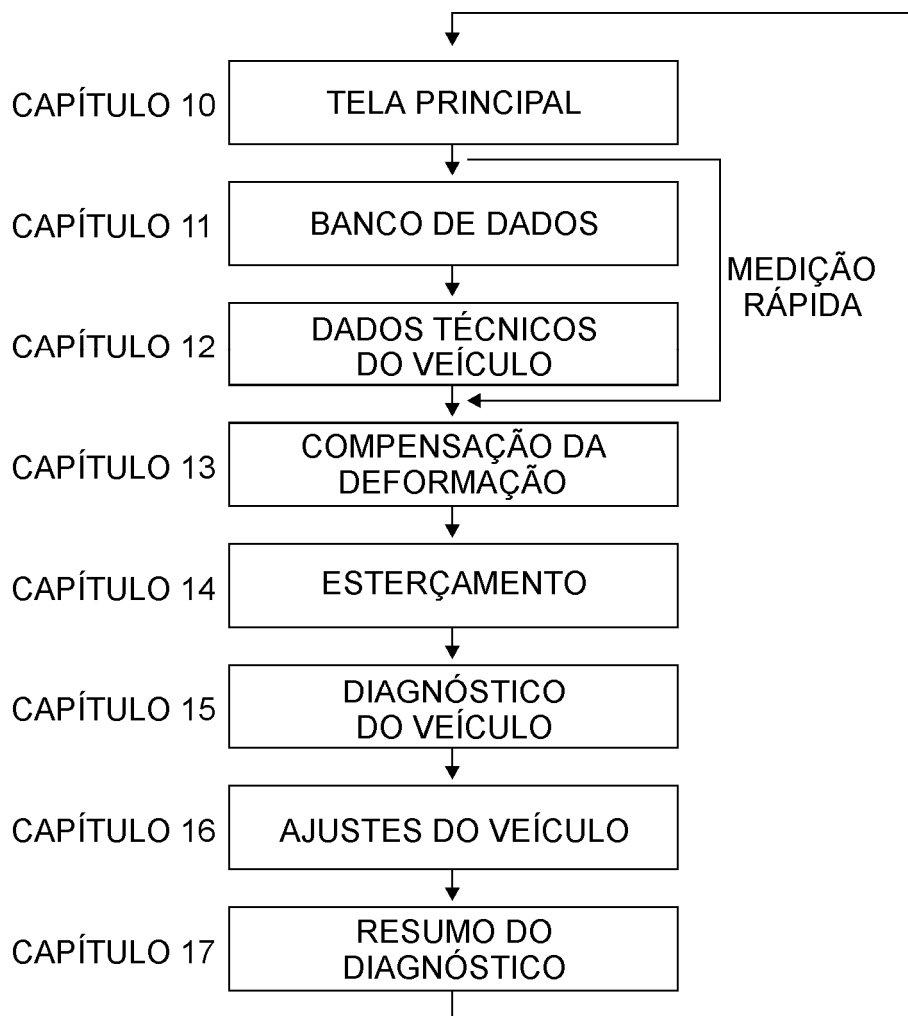 CAPÍTULO 10
TELA PRINCIPAL
CAPÍTULO 11
BANCO DE DADOS
MEDIÇÃO
RÁPIDA
CAPÍTULO 12
DADOS TÉCNICOS
DO VEÍCULO
CAPÍTULO 13
COMPENSAÇÃO DA
DEFORMAÇÃO
CAPÍTULO 14
ESTERÇAMENTO
CAPÍTULO 15
DIAGNÓSTICO
DO VEÍCULO
CAPÍTULO 16
AJUSTES DO VEÍCULO
CAPÍTULO 17
RESUMO DO
DIAGNÓSTICO